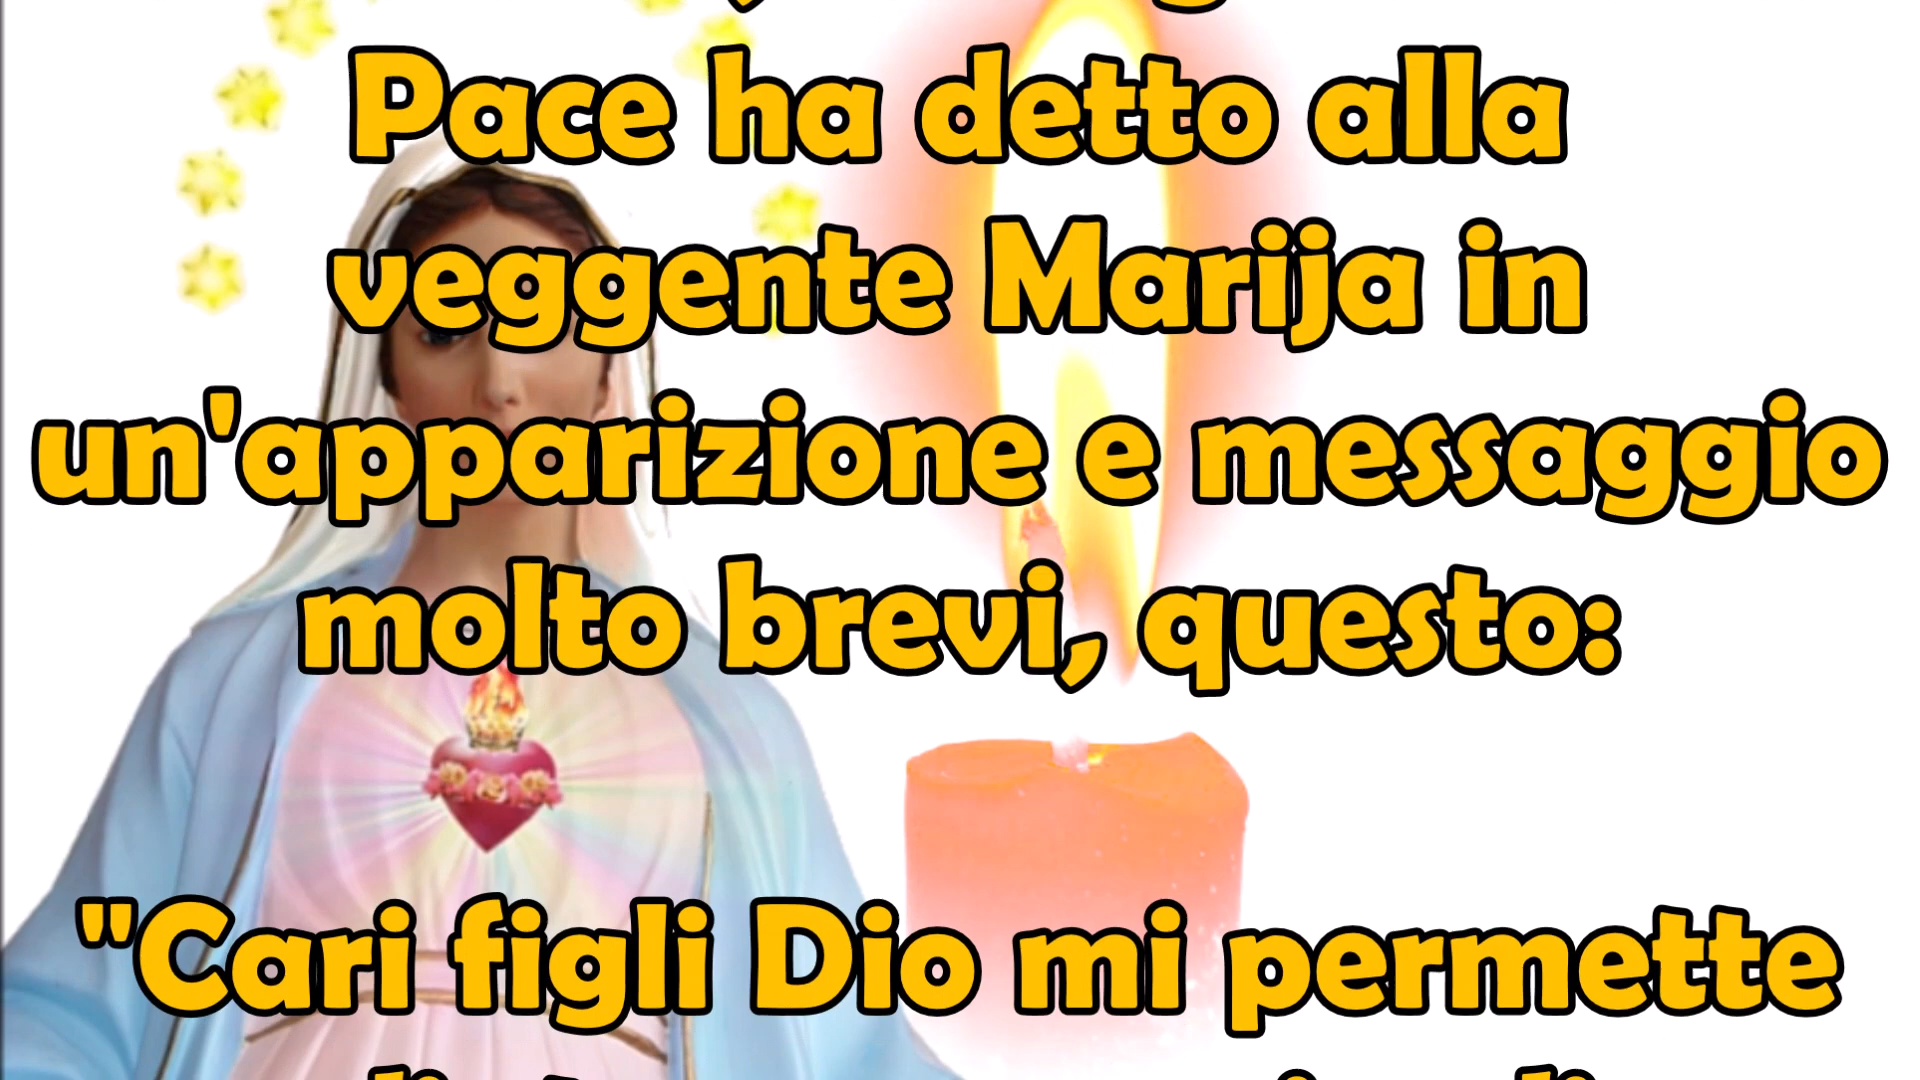 Pace ha detto alla
veggente Marija in
un'apparizione e messaggio
molto brevi, questo:
"Cari figli Dio mi permette